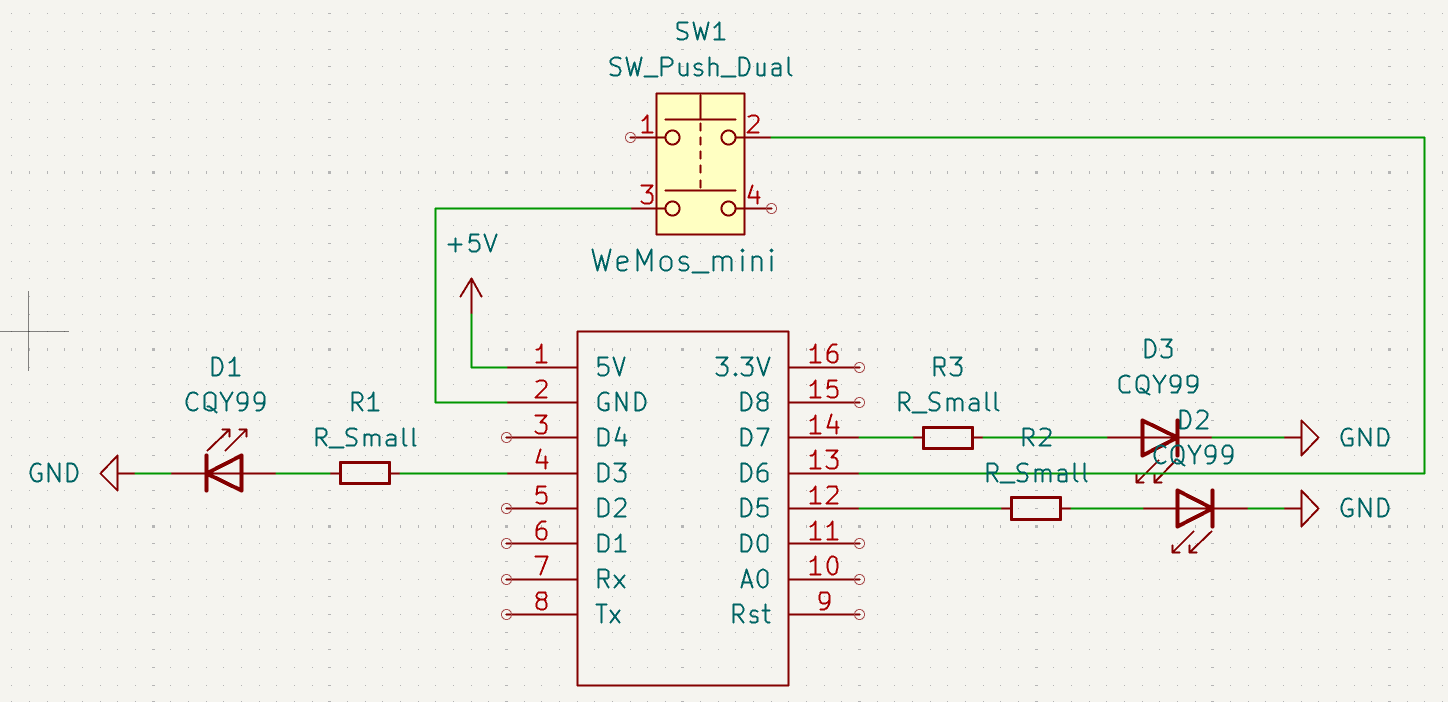 SW1
SW_Push_Dual
1
2
3
4
WeMos_mini
+5V
1
5V
3.3V
16
2
GND
D8
15
3
D4
D7
14
4
D3
D6
13
5
D2
D5
12
6
D1
D0
11
7
Rx
A0
10
8
Tx
Rst
9
D1
CQY99
R1
R_Small
GND
R3
R_Small
D3
CQY99
GND
R2
R_Small
D2
CQY99
GND